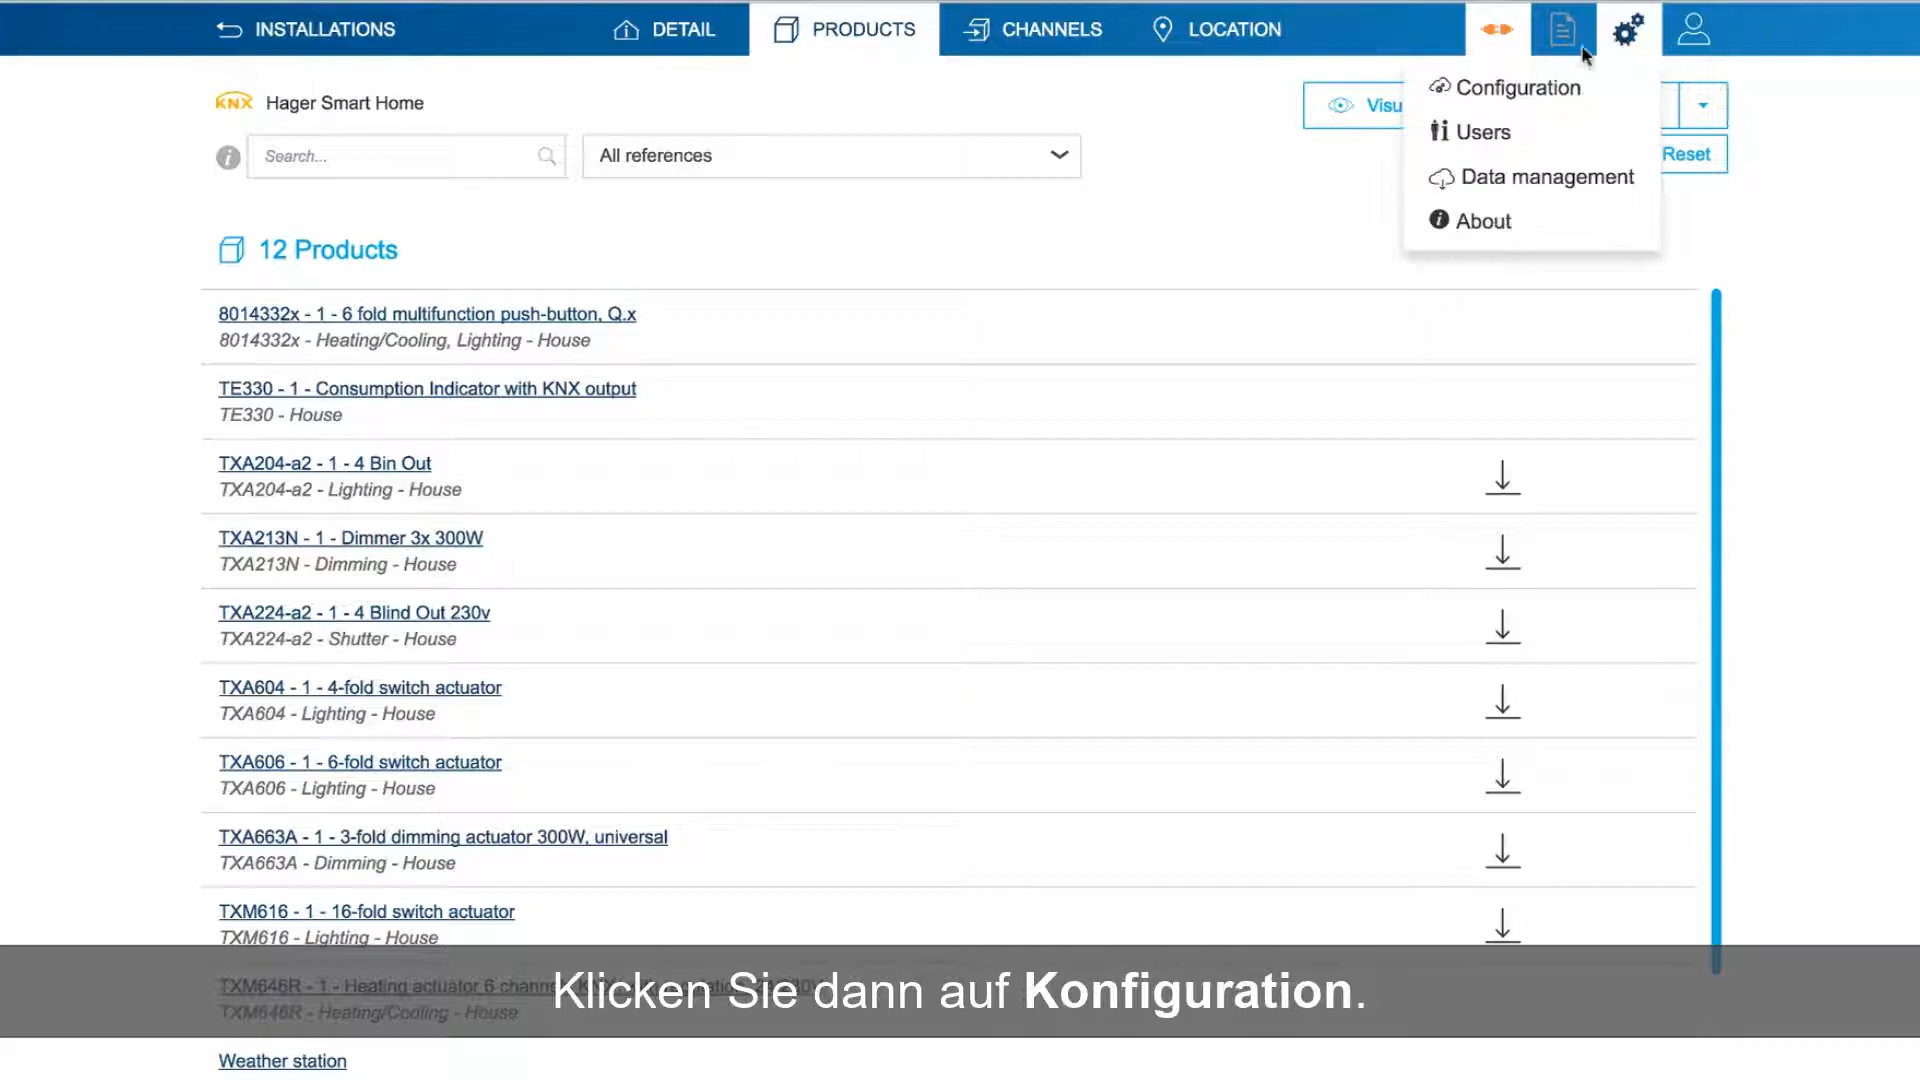 INSTALLATIONS DETAIL PRODUCTS CHANNELS LOCATION
KNX Hager Smart Home
Visu
Configuration
Users
Data management
About
Reset
Search...
All references
12 Products
8014332x - 1 - 6 fold multifunction push-button, Q.x
8014332x - Heating/Cooling, Lighting - House
TE330 - 1 - Consumption Indicator with KNX output
TE330 - House
TXA204-a2 - 1 - 4 Bin Out
TXA204-a2 - Lighting - House
TXA213N - 1 - Dimmer 3x 300W
TXA213N - Dimming - House
TXA224-a2 - 1 - 4 Blind Out 230v
TXA224-a2 - Shutter - House
TXA604 - 1 - 4-fold switch actuator
TXA604 - Lighting - House
TXA606 - 1 - 6-fold switch actuator
TXA606 - Lighting - House
TXA663A - 1 - 3-fold dimming actuator 300W, universal
TXA663A - Dimming - House
TXM616 - 1 - 16-fold switch actuator
TXM616 - Lighting - House
TXM646R - 1 - Heating actuator 6
TXM646R - Heating/Cooling - House
Klicken Sie dann auf Konfiguration.
Weather station